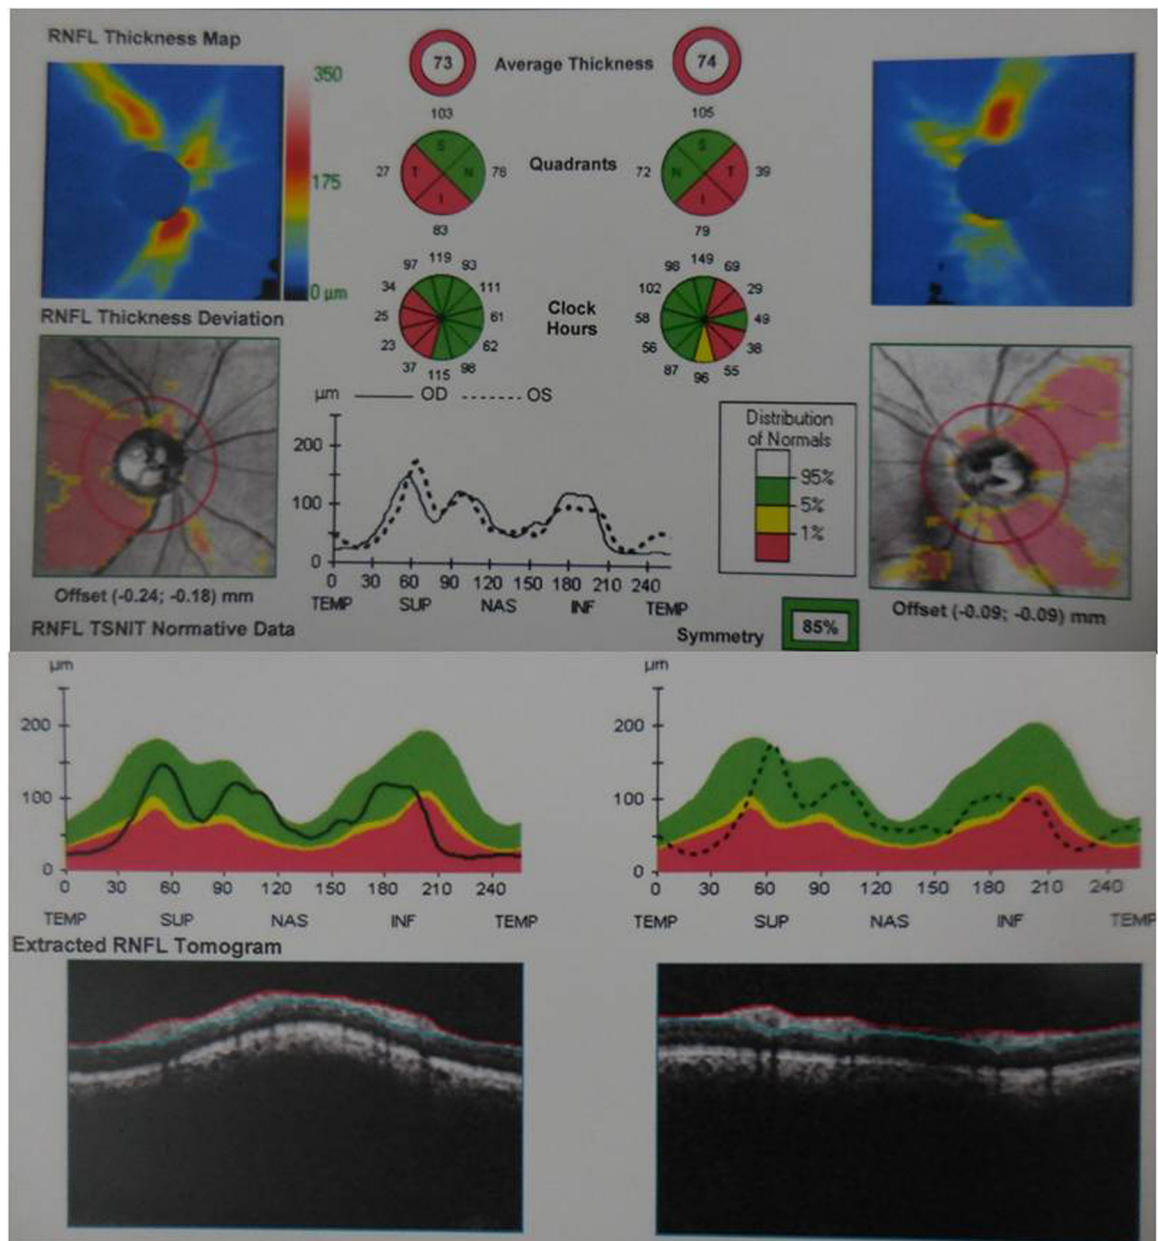 RNFL Thickness Map
350
175
0 µm
73
Average Thickness
74
103
105
S
N
I
T
27
78
83
Quadrants
S
T
I
N
72
39
79
119
93
111
61
62
98
115
37
23
25
34
97
Clock
Hours
149
69
29
49
38
55
96
87
56
58
102
98
RNFL Thickness Deviation
µm
OD
OS
200
100
0
0 30 60 90 120 150 180 210 240
TEMP SUP NAS INF TEMP
Distribution
of Normals
95%
5%
1%
Offset (-0.24; -0.18) mm
Offset (-0.09; -0.09) mm
RNFL TSNIT Normative Data
Symmetry
85%
µm
200
100
0
0 30 60 90 120 150 180 210 240
TEMP SUP NAS INF TEMP
µm
200
100
0
0 30 60 90 120 150 180 210 240
TEMP SUP NAS INF TEMP
Extracted RNFL Tomogram